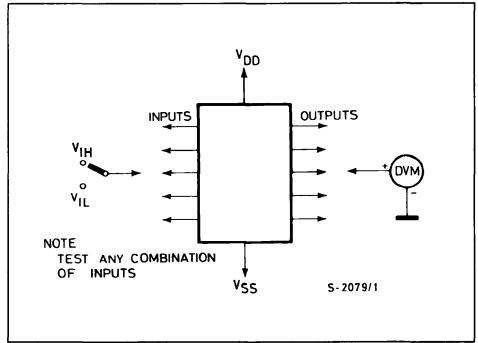 VDD
INPUTS
OUTPUTS
VIH
VIL
+
DVM
-
NOTE
TEST ANY COMBINATION
OF INPUTS
VSS
S-2079/1